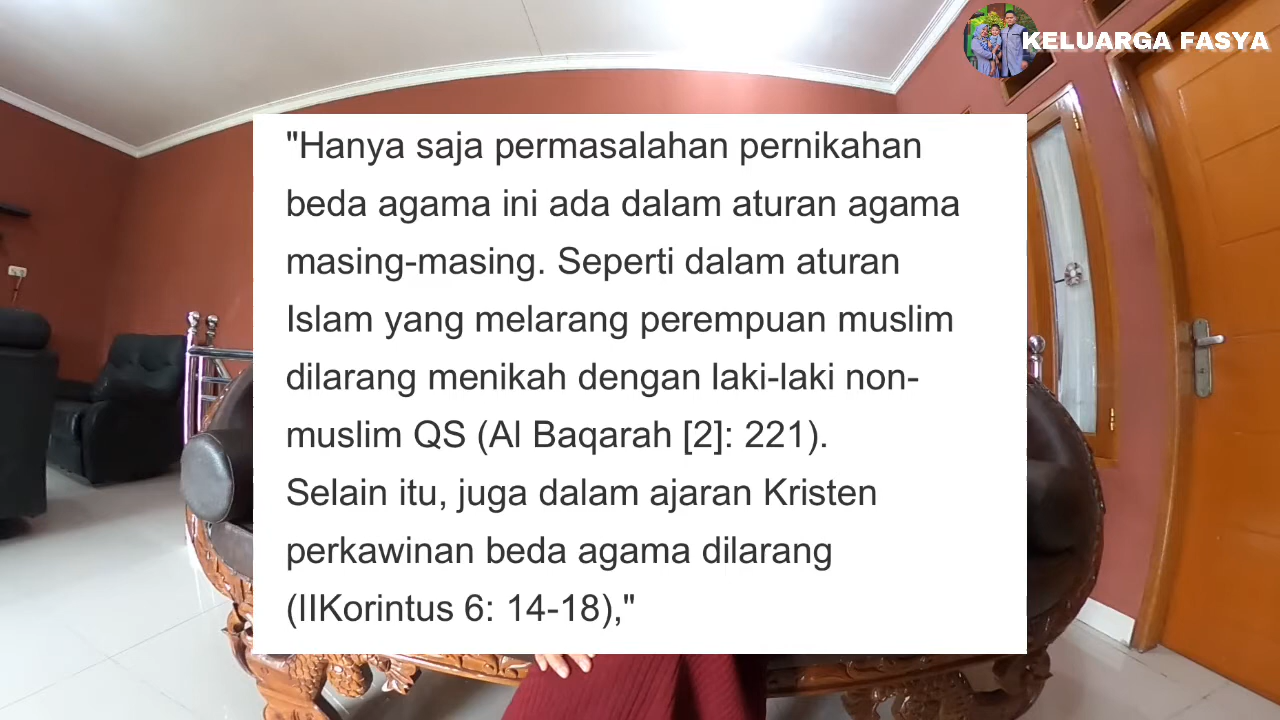 KELUARGA FASYA
"Hanya saja permasalahan pernikahan
beda agama ini ada dalam aturan agama
masing-masing. Seperti dalam aturan
Islam yang melarang perempuan muslim
dilarang menikah dengan laki-laki non-
muslim QS (Al Baqarah [2]: 221).
Selain itu, juga dalam ajaran Kristen
perkawinan beda agama dilarang
(IIKorintus 6: 14-18),"